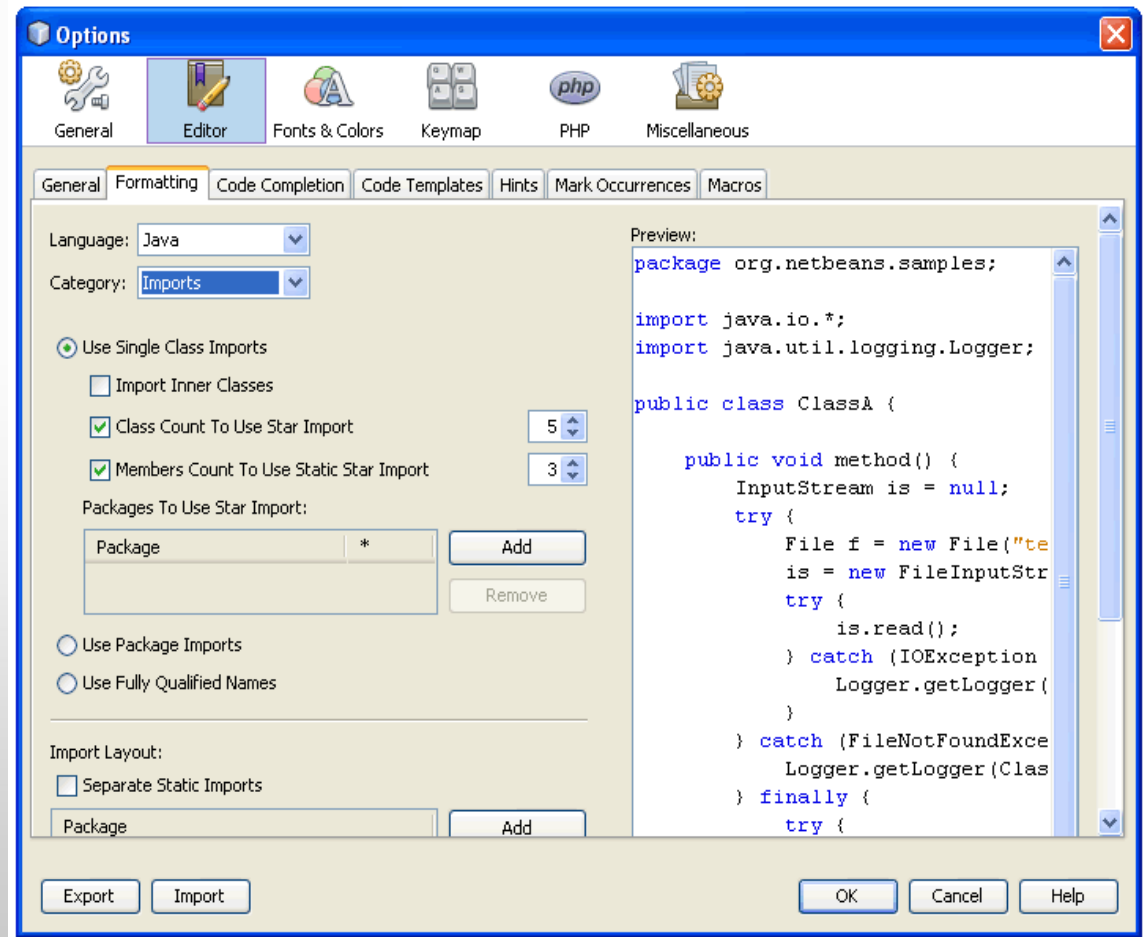 Options
General
Editor
Fonts & Colors
Keymap
PHP
php
Miscellaneous
General
Formatting
Code Completion
Code Templates
Hints
Mark Occurrences
Macros
Language: Java
Category: Imports
Use Single Class Imports
Import Inner Classes
Class Count To Use Star Import 5
Members Count To Use Static Star Import 3
Packages To Use Star Import:
Package *
Add
Remove
Use Package Imports
Use Fully Qualified Names
Import Layout:
Separate Static Imports
Package
Add
Preview:
package org.netbeans.samples;
import java.io.*;
import java.util.logging.Logger;
public class ClassA {
public void method() {
InputStream is = null;
try {
File f = new File("te
is = new FileInputStr
try {
is.read();
} catch (IOException
Logger.getLogger(
}
} catch (FileNotFoundExce
Logger.getLogger(Clas
} finally {
try {
Export
Import
OK
Cancel
Help